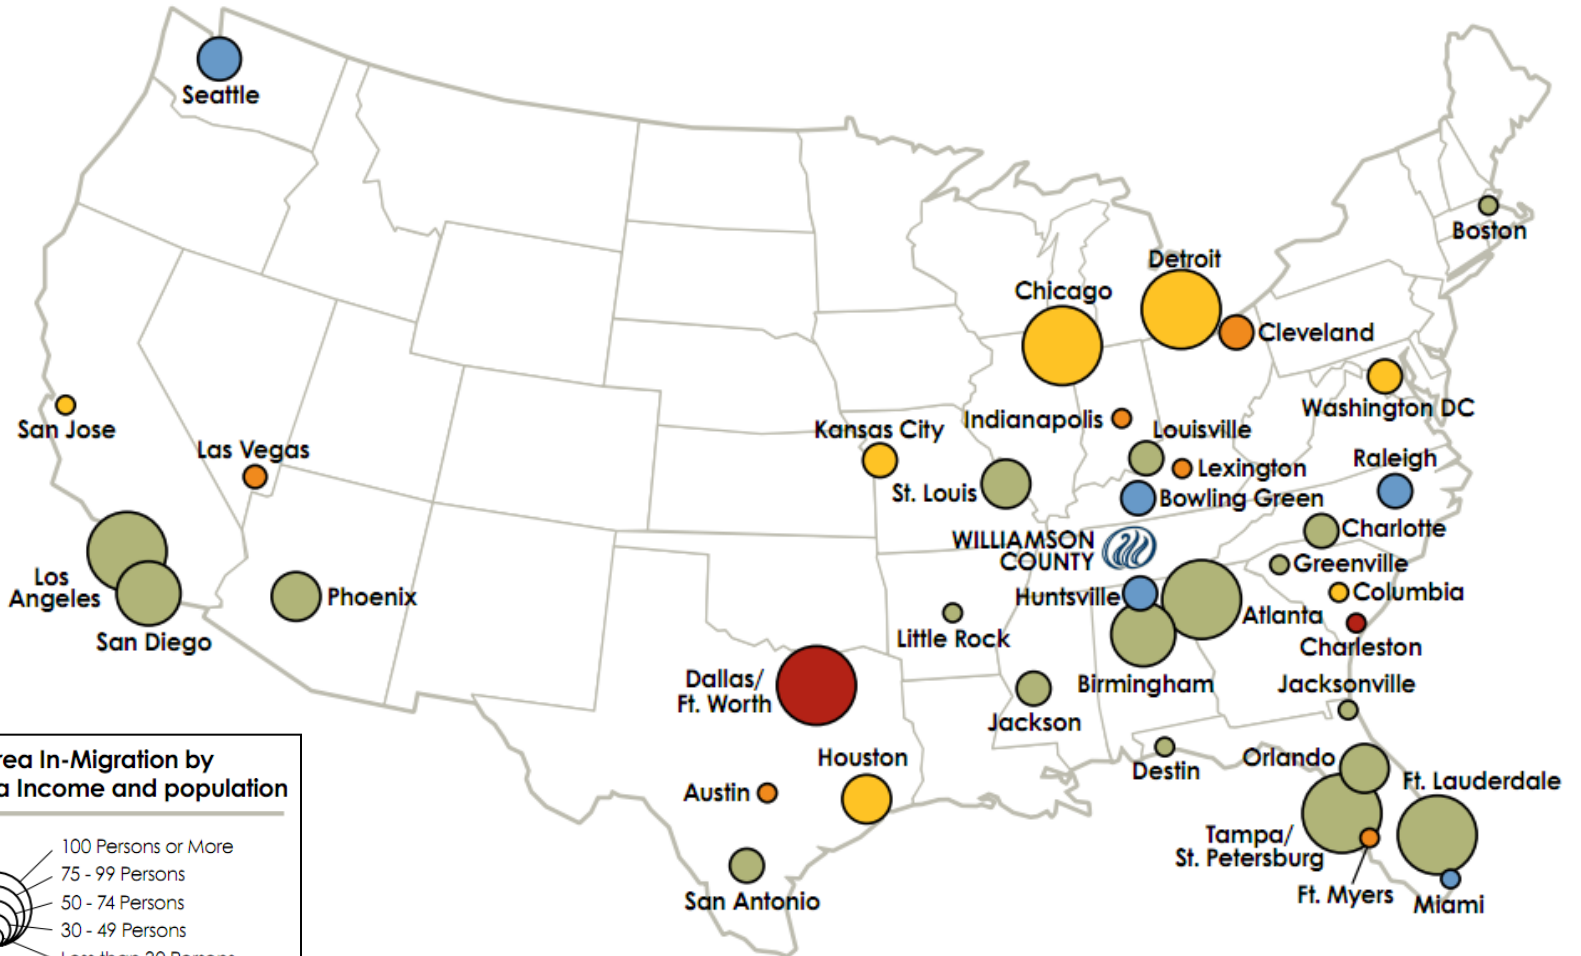 Seattle
Boston
Detroit
Chicago
Cleveland
Washington DC
San Jose
Indianapolis
Louisville
Kansas City
Las Vegas
Lexington
Raleigh
St. Louis
Bowling Green
Charlotte
WILLIAMSON
COUNTY
Greenville
Los
Angeles
Phoenix
Huntsville
Columbia
Atlanta
San Diego
Little Rock
Charleston
Dallas/
Ft. Worth
Birmingham
Jacksonville
Jackson
Houston
Destin
Orlando
Ft. Lauderdale
Austin
Tampa/
St. Petersburg
San Antonio
Ft. Myers
Miami
In-Migration by
Income and population
100 Persons or More
75 - 99 Persons
50 - 74 Persons
30 - 49 Persons